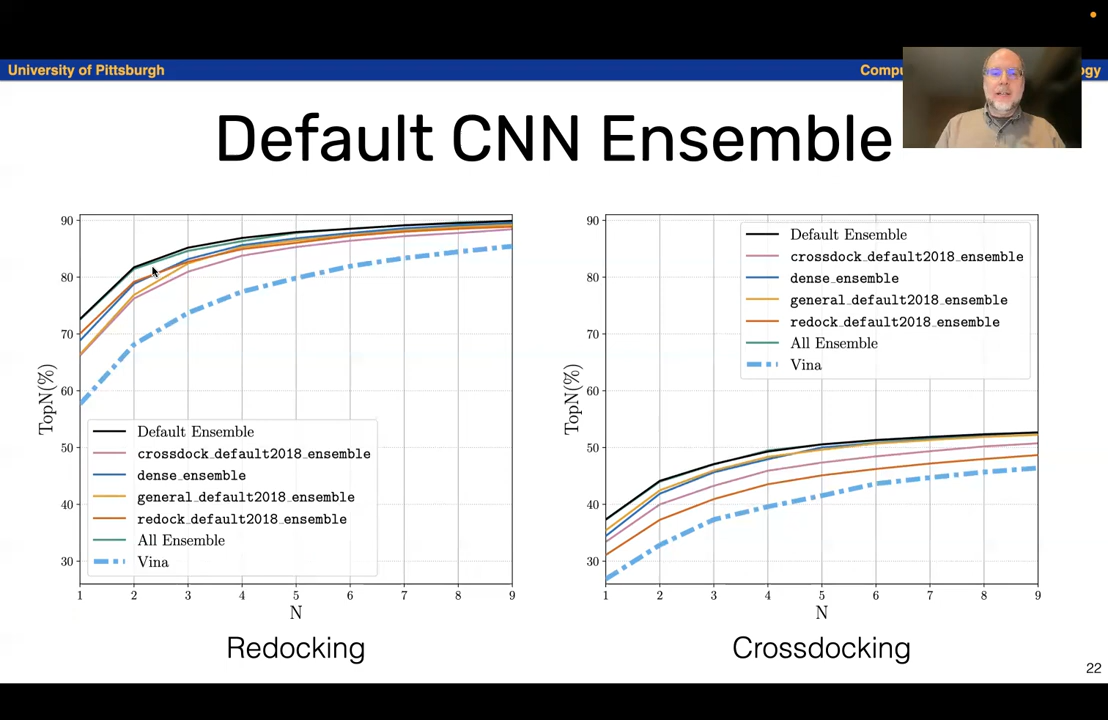 University of Pittsburgh
Compu
ogy
Default CNN Ensemble
90
80
70
60
50
40
30
TopN(%)
Default Ensemble
crossdock_default2018_ensemble
dense_ensemble
general_default2018_ensemble
redock_default2018_ensemble
All Ensemble
Vina
1 2 3 4 5 6 7 8 9
N
Redocking
90
80
70
60
50
40
30
TopN(%)
Default Ensemble
crossdock_default2018_ensemble
dense_ensemble
general_default2018_ensemble
redock_default2018_ensemble
All Ensemble
Vina
1 2 3 4 5 6 7 8 9
N
Crossdocking
22